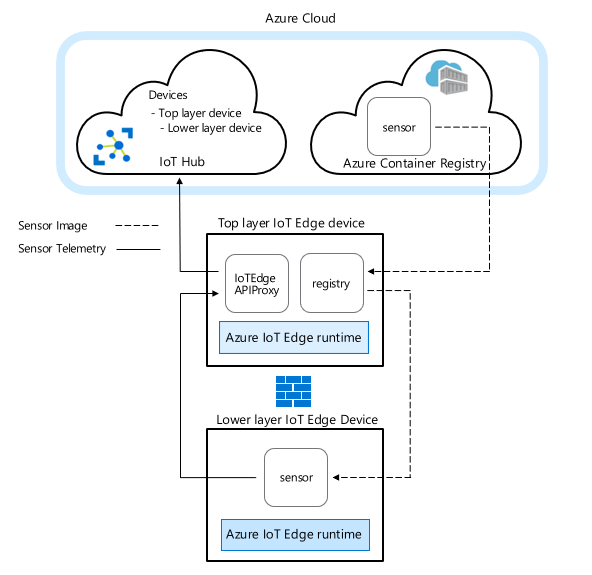 Azure Cloud
Devices
- Top layer device
- Lower layer device
IoT Hub
sensor
Azure Container Registry
Sensor Image
Sensor Telemetry
Top layer IoT Edge device
IoTEdge
APIProxy
registry
Azure IoT Edge runtime
Lower layer IoT Edge Device
sensor
Azure IoT Edge runtime